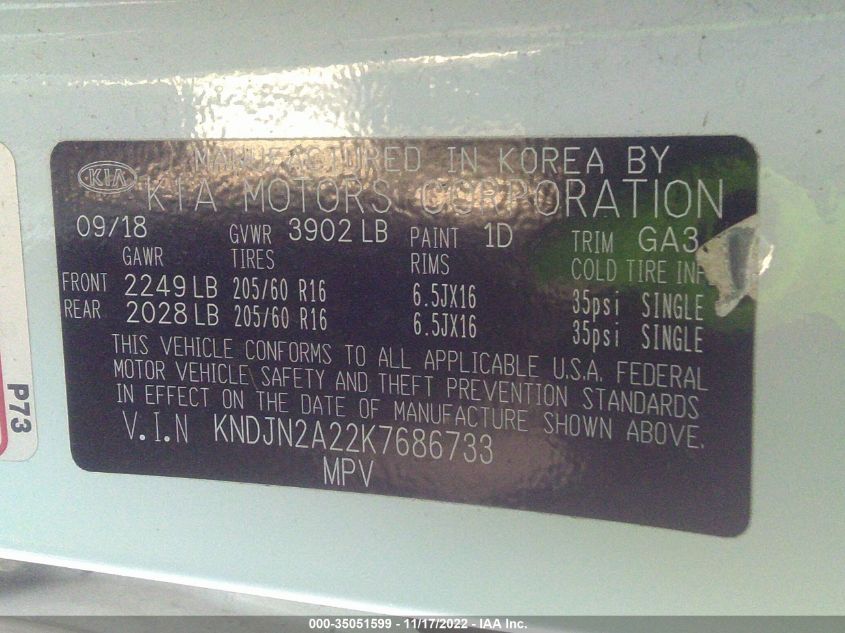 MANUFACTURED IN KOREA BY
KIA KIA MOTORS CORPORATION
09/18 GVWR 3902 LB PAINT 1D TRIM GA3
GAWR TIRES RIMS COLD TIRE INF
FRONT 2249 LB 205/60 R16 6.5JX16 35psi SINGLE
REAR 2028 LB 205/60 R16 6.5JX16 35psi SINGLE
THIS VEHICLE CONFORMS TO ALL APPLICABLE U.S.A. FEDERAL
MOTOR VEHICLE SAFETY AND THEFT PREVENTION STANDARDS
IN EFFECT ON THE DATE OF MANUFACTURE SHOWN ABOVE.
V.I.N KNDJN2A22K7686733
MPV
P73
000-35051599 - 11/17/2022 - IAA Inc.